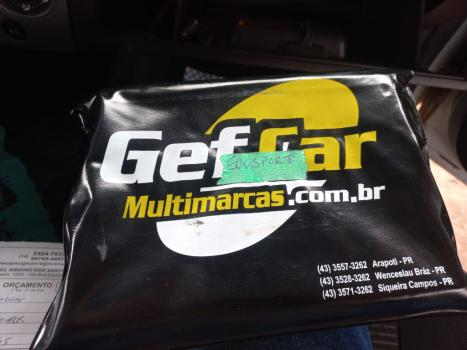 GefCar
ECOSPORT
Multimarcas.com.br
(43) 3557-3262 Arapoti - PR
(43) 3528-3262 Wenceslau Bráz - PR
(43) 3571-3262 Siqueira Campos - PR
ORÇAMENTO